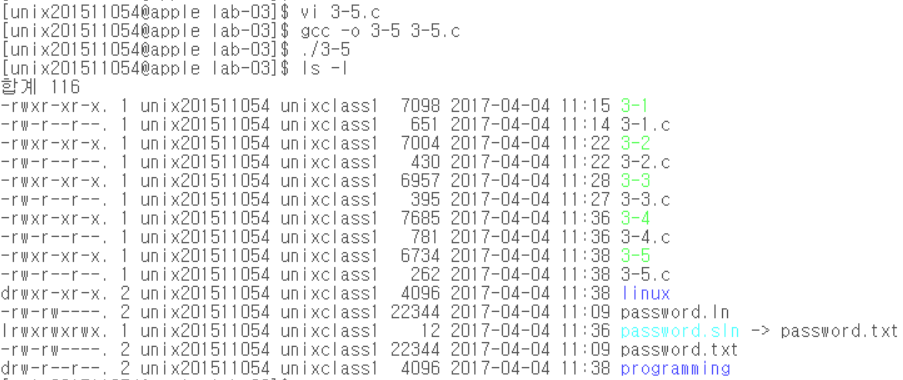 [unix201511054@apple lab-03]$ vi 3-5.c
[unix201511054@apple lab-03]$ gcc -o 3-5 3-5.c
[unix201511054@apple lab-03]$ ./3-5
[unix201511054@apple lab-03]$ ls -l
합계 116
-rwxr-xr-x. 1 unix201511054 unixclass1 7098 2017-04-04 11:15 3-1
-rw-r--r--. 1 unix201511054 unixclass1 651 2017-04-04 11:14 3-1.c
-rwxr-xr-x. 1 unix201511054 unixclass1 7004 2017-04-04 11:22 3-2
-rw-r--r--. 1 unix201511054 unixclass1 430 2017-04-04 11:22 3-2.c
-rwxr-xr-x. 1 unix201511054 unixclass1 6957 2017-04-04 11:28 3-3
-rw-r--r--. 1 unix201511054 unixclass1 395 2017-04-04 11:27 3-3.c
-rwxr-xr-x. 1 unix201511054 unixclass1 7685 2017-04-04 11:36 3-4
-rw-r--r--. 1 unix201511054 unixclass1 781 2017-04-04 11:36 3-4.c
-rwxr-xr-x. 1 unix201511054 unixclass1 6734 2017-04-04 11:38 3-5
-rw-r--r--. 1 unix201511054 unixclass1 262 2017-04-04 11:38 3-5.c
drwxr-xr-x. 2 unix201511054 unixclass1 4096 2017-04-04 11:38 linux
-rw-rw----. 2 unix201511054 unixclass1 22344 2017-04-04 11:09 password.ln
lrwxrwxrwx. 1 unix201511054 unixclass1 12 2017-04-04 11:36 password.sln -> password.txt
-rw-rw----. 2 unix201511054 unixclass1 22344 2017-04-04 11:09 password.txt
drw-r--r--. 2 unix201511054 unixclass1 4096 2017-04-04 11:38 programming